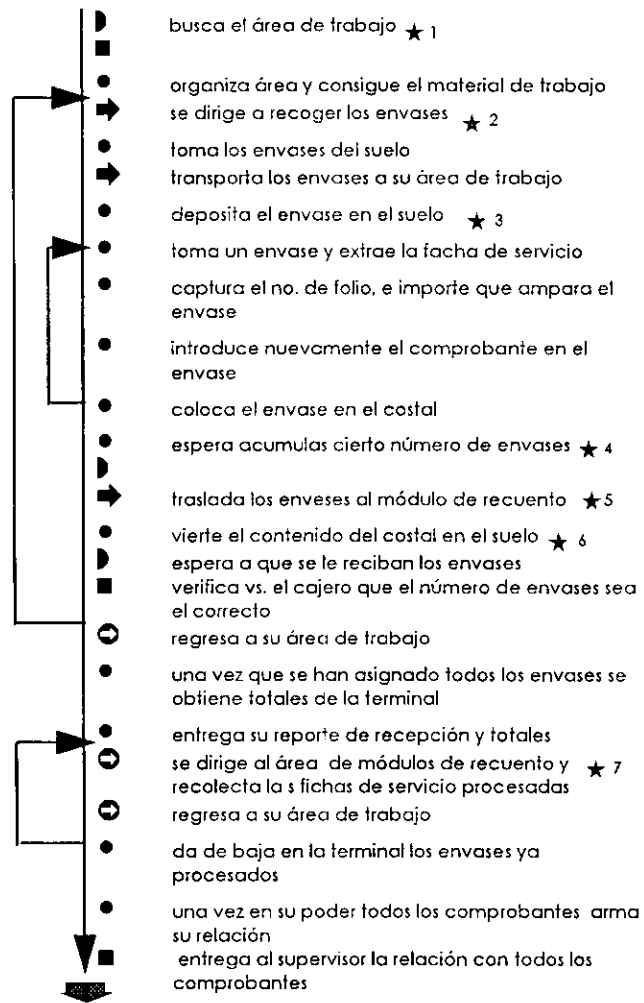 busca el área de trabajo ★ 1
organiza área y consigue el material de trabajo
se dirige a recoger los envases ★ 2
toma los envases del suelo
transporta los envases a su área de trabajo
deposita el envase en el suelo ★ 3
toma un envase y extrae la facha de servicio
captura el no. de folio, e importe que ampara el
envase
introduce nuevamente el comprobante en el
envase
coloca el envase en el costal
espera acumulas cierto número de envases ★ 4
traslada los enveses al módulo de recuento ★ 5
vierte el contenido del costal en el suelo ★ 6
espera a que se le reciban los envases
verifica vs. el cajero que el número de envases sea
el correcto
regresa a su área de trabajo
una vez que se han asignado todos los envases se
obtiene totales de la terminal
entrega su reporte de recepción y totales
se dirige al área de módulos de recuento y ★ 7
recolecta la s fichas de servicio procesadas
regresa a su área de trabajo
da de baja en la terminal los envases ya
procesados
una vez en su poder todos los comprobantes arma
su relación
entrega al supervisor la relación con todos los
comprobantes